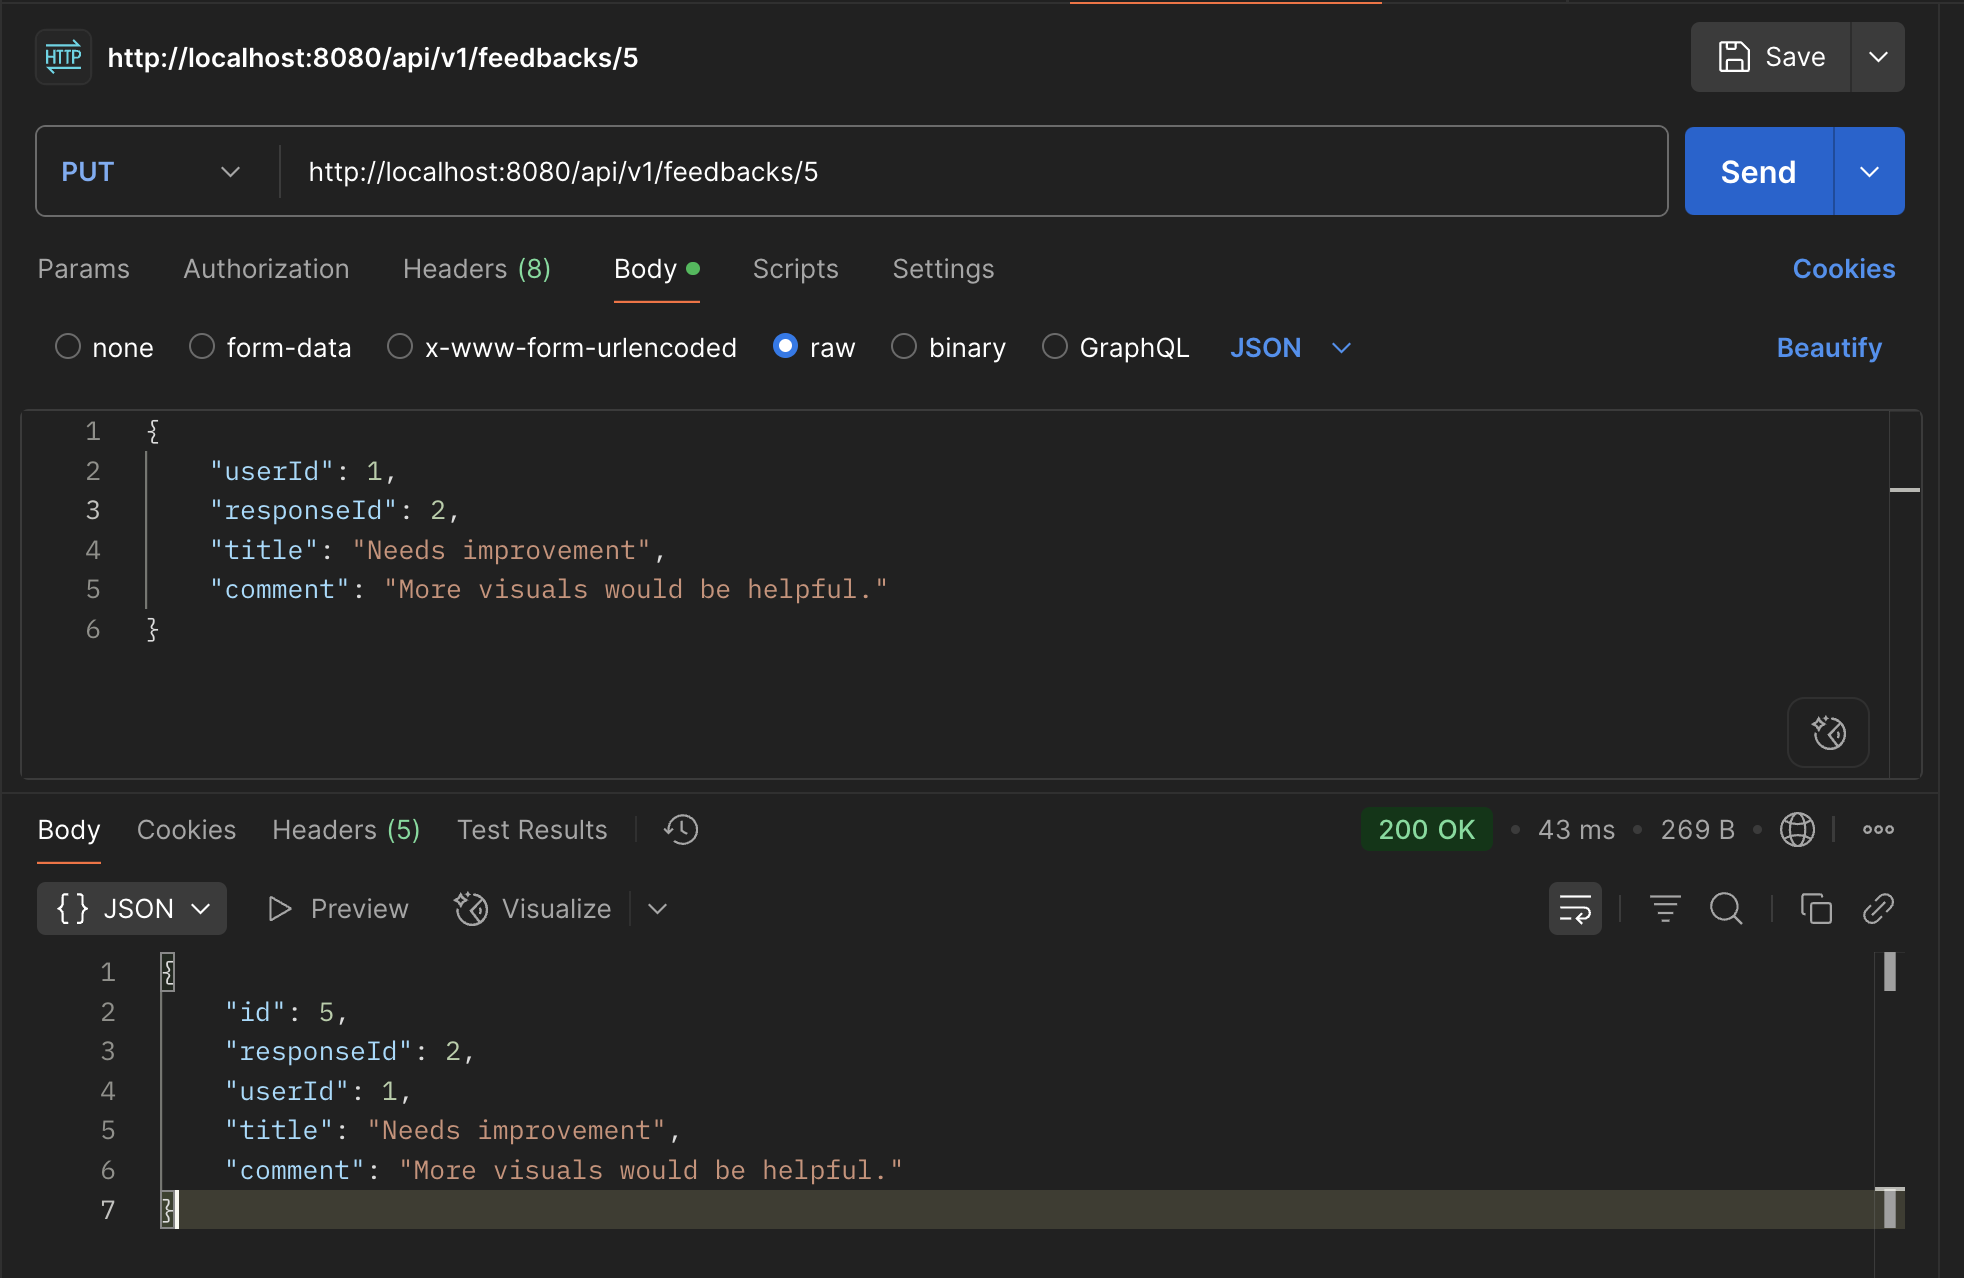 HTTP http://localhost:8080/api/v1/feedbacks/5 Save
PUT http://localhost:8080/api/v1/feedbacks/5 Send
Params Authorization Headers (8) Body Scripts Settings Cookies
none form-data x-www-form-urlencoded raw binary GraphQL JSON Beautify
1 {
2 "userId": 1,
3 "responseId": 2,
4 "title": "Needs improvement",
5 "comment": "More visuals would be helpful."
6 }
Body Cookies Headers (5) Test Results 200 OK • 43 ms • 269 B •
{} JSON Preview Visualize
1 {
2 "id": 5,
3 "responseId": 2,
4 "userId": 1,
5 "title": "Needs improvement",
6 "comment": "More visuals would be helpful."
7 }